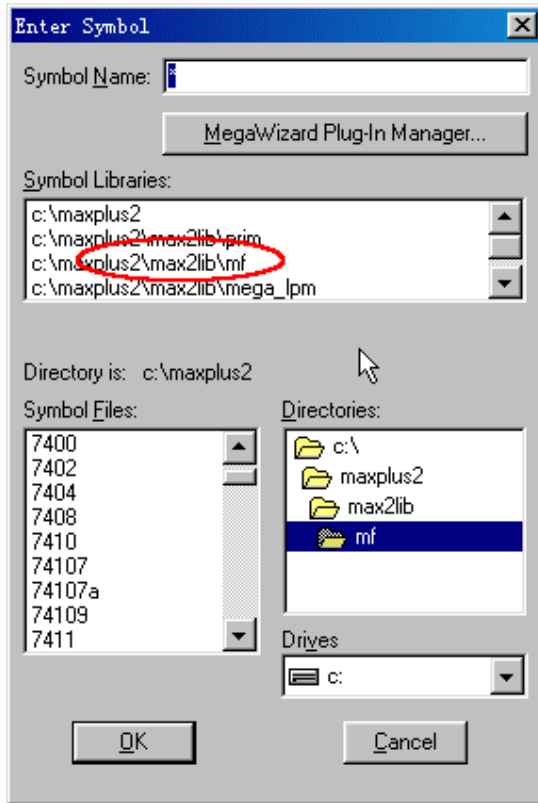 Enter Symbol
Symbol Name: *
MegaWizard Plug-In Manager...
Symbol Libraries:
c:\maxplus2
c:\maxplus2\max2lib\prim
c:\maxplus2\max2lib\mf
c:\maxplus2\max2lib\mega_lpm
Directory is: c:\maxplus2
Symbol Files:
7400
7402
7404
7408
7410
74107
74107a
74109
7411
Directories:
c:\
maxplus2
max2lib
mf
Drives
c:
OK
Cancel